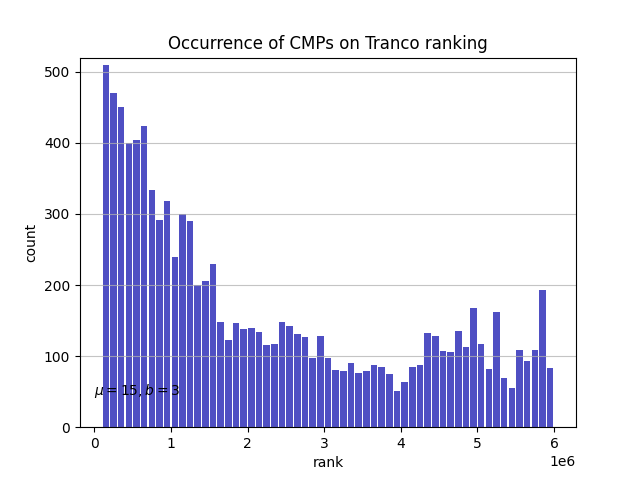 Occurrence of CMPs on Tranco ranking
500
400
300
200
100
0
count
μ = 15, b = 3
0 1 2 3 4 5 6
1e6
rank